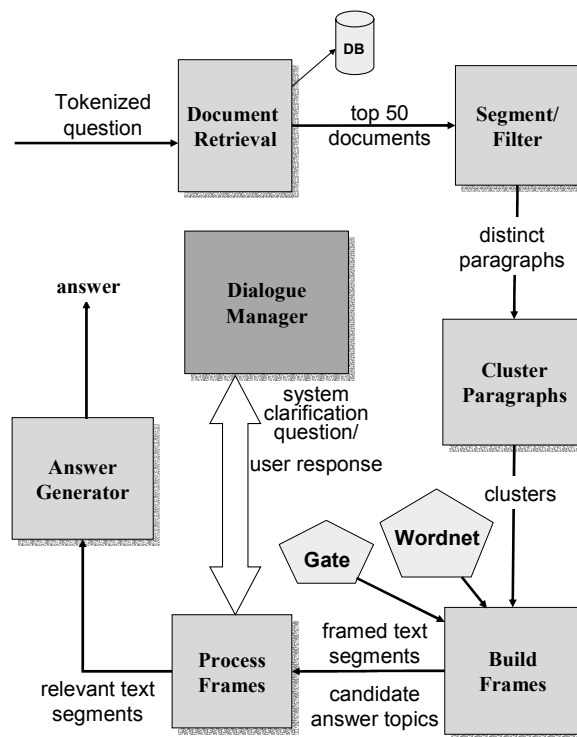 Tokenized
question
Document
Retrieval
DB
top 50
documents
Segment/
Filter
distinct
paragraphs
Cluster
Paragraphs
clusters
Wordnet
Gate
Build
Frames
framed text
segments
candidate
answer topics
Process
Frames
system
clarification
question/
user response
Dialogue
Manager
relevant text
segments
Answer
Generator
answer